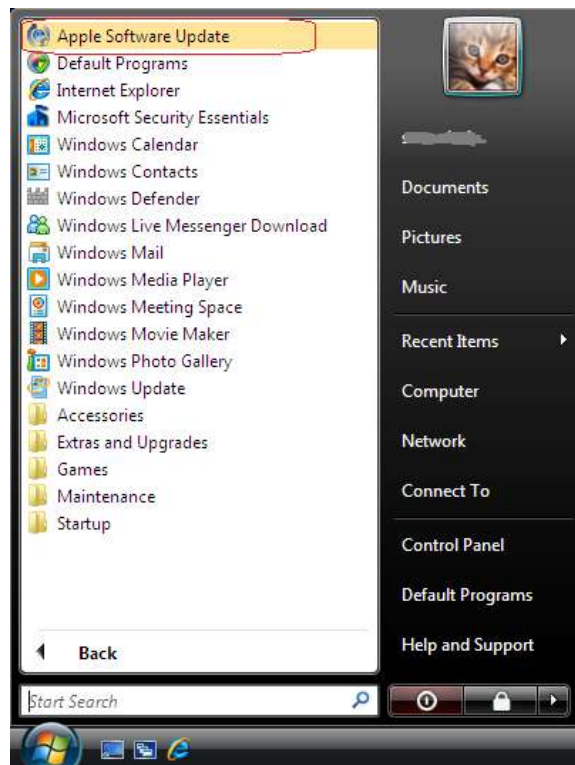 Apple Software Update
Default Programs
Internet Explorer
Microsoft Security Essentials
Windows Calendar
Windows Contacts
Windows Defender
Windows Live Messenger Download
Windows Mail
Windows Media Player
Windows Meeting Space
Windows Movie Maker
Windows Photo Gallery
Windows Update
Accessories
Extras and Upgrades
Games
Maintenance
Startup
Back
Start Search
Documents
Pictures
Music
Recent Items
Computer
Network
Connect To
Control Panel
Default Programs
Help and Support